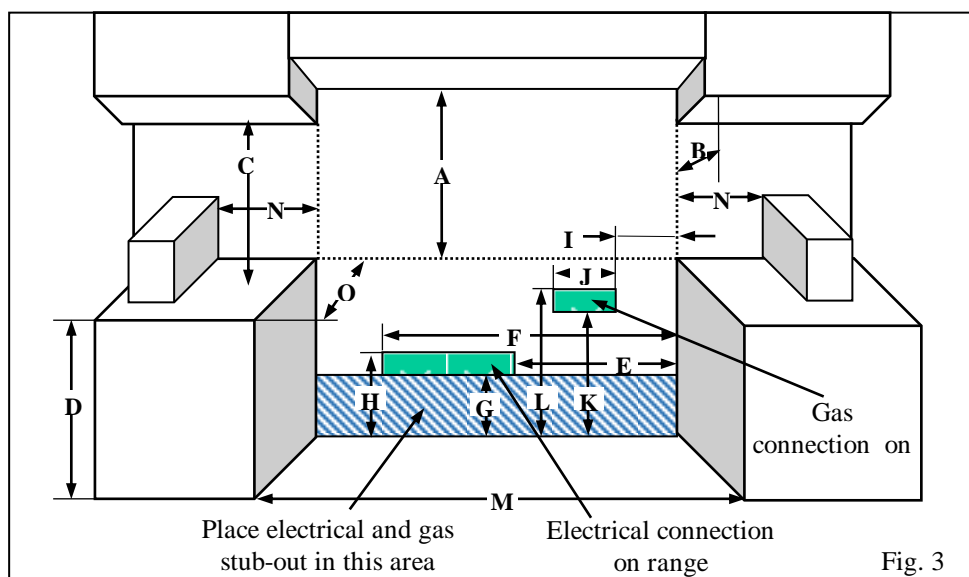 C
A
B
N
N
I
J
O
F
E
L
K
H
G
D
Gas
connection on
M
Place electrical and gas
stub-out in this area
Electrical connection
on range
Fig. 3